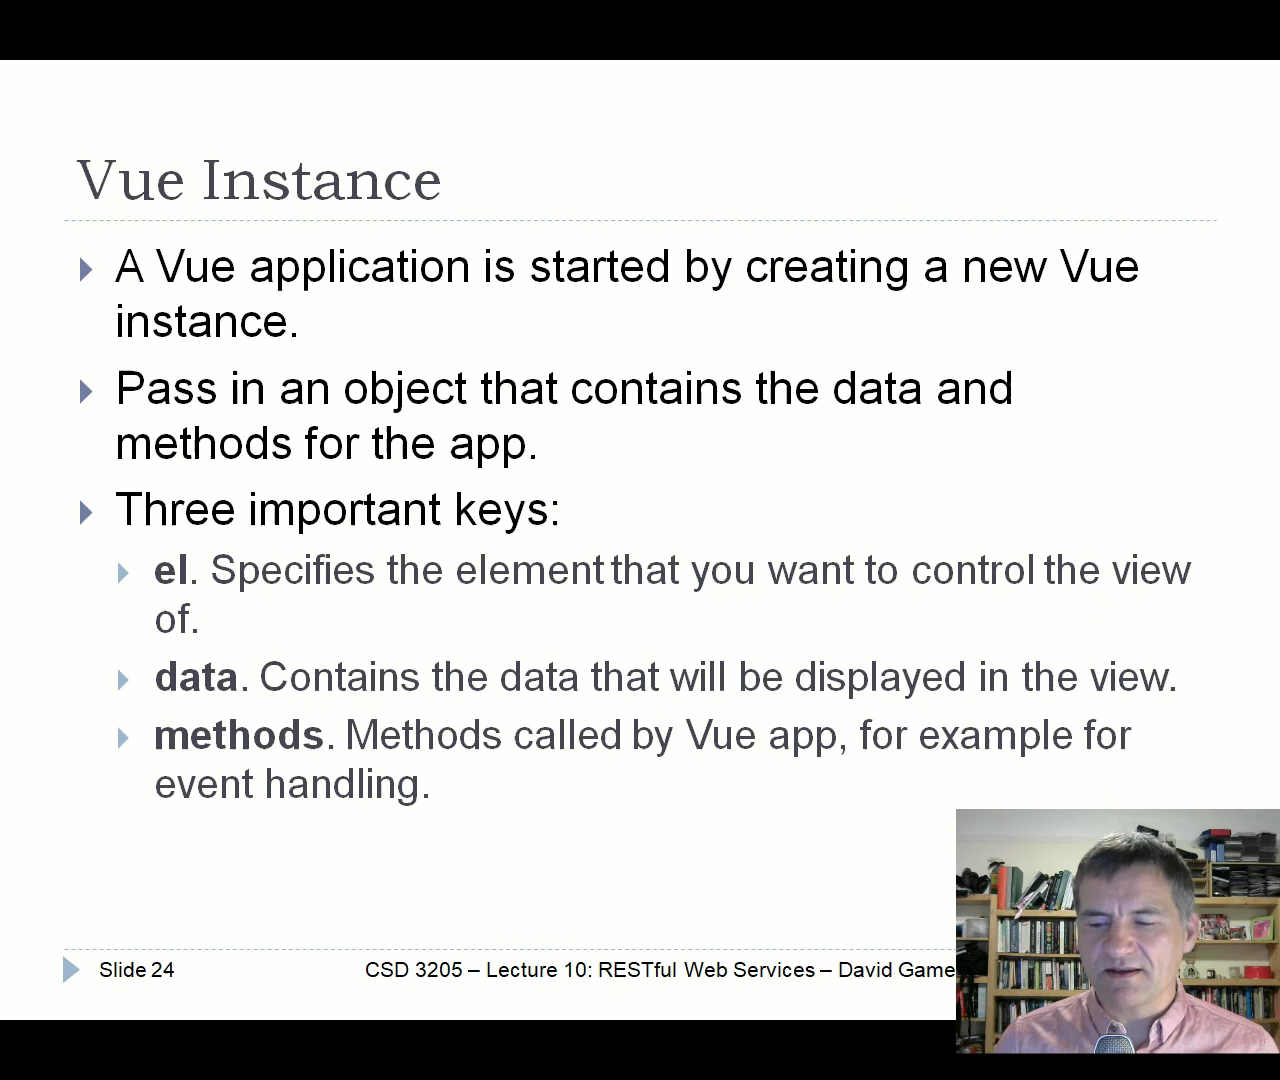 Vue Instance
A Vue application is started by creating a new Vue
instance.
Pass in an object that contains the data and
methods for the app.
Three important keys:
el. Specifies the element that you want to control the view
of.
data. Contains the data that will be displayed in the view.
methods. Methods called by Vue app, for example for
event handling.
Slide 24
CSD 3205 – Lecture 10: RESTful Web Services – David Game